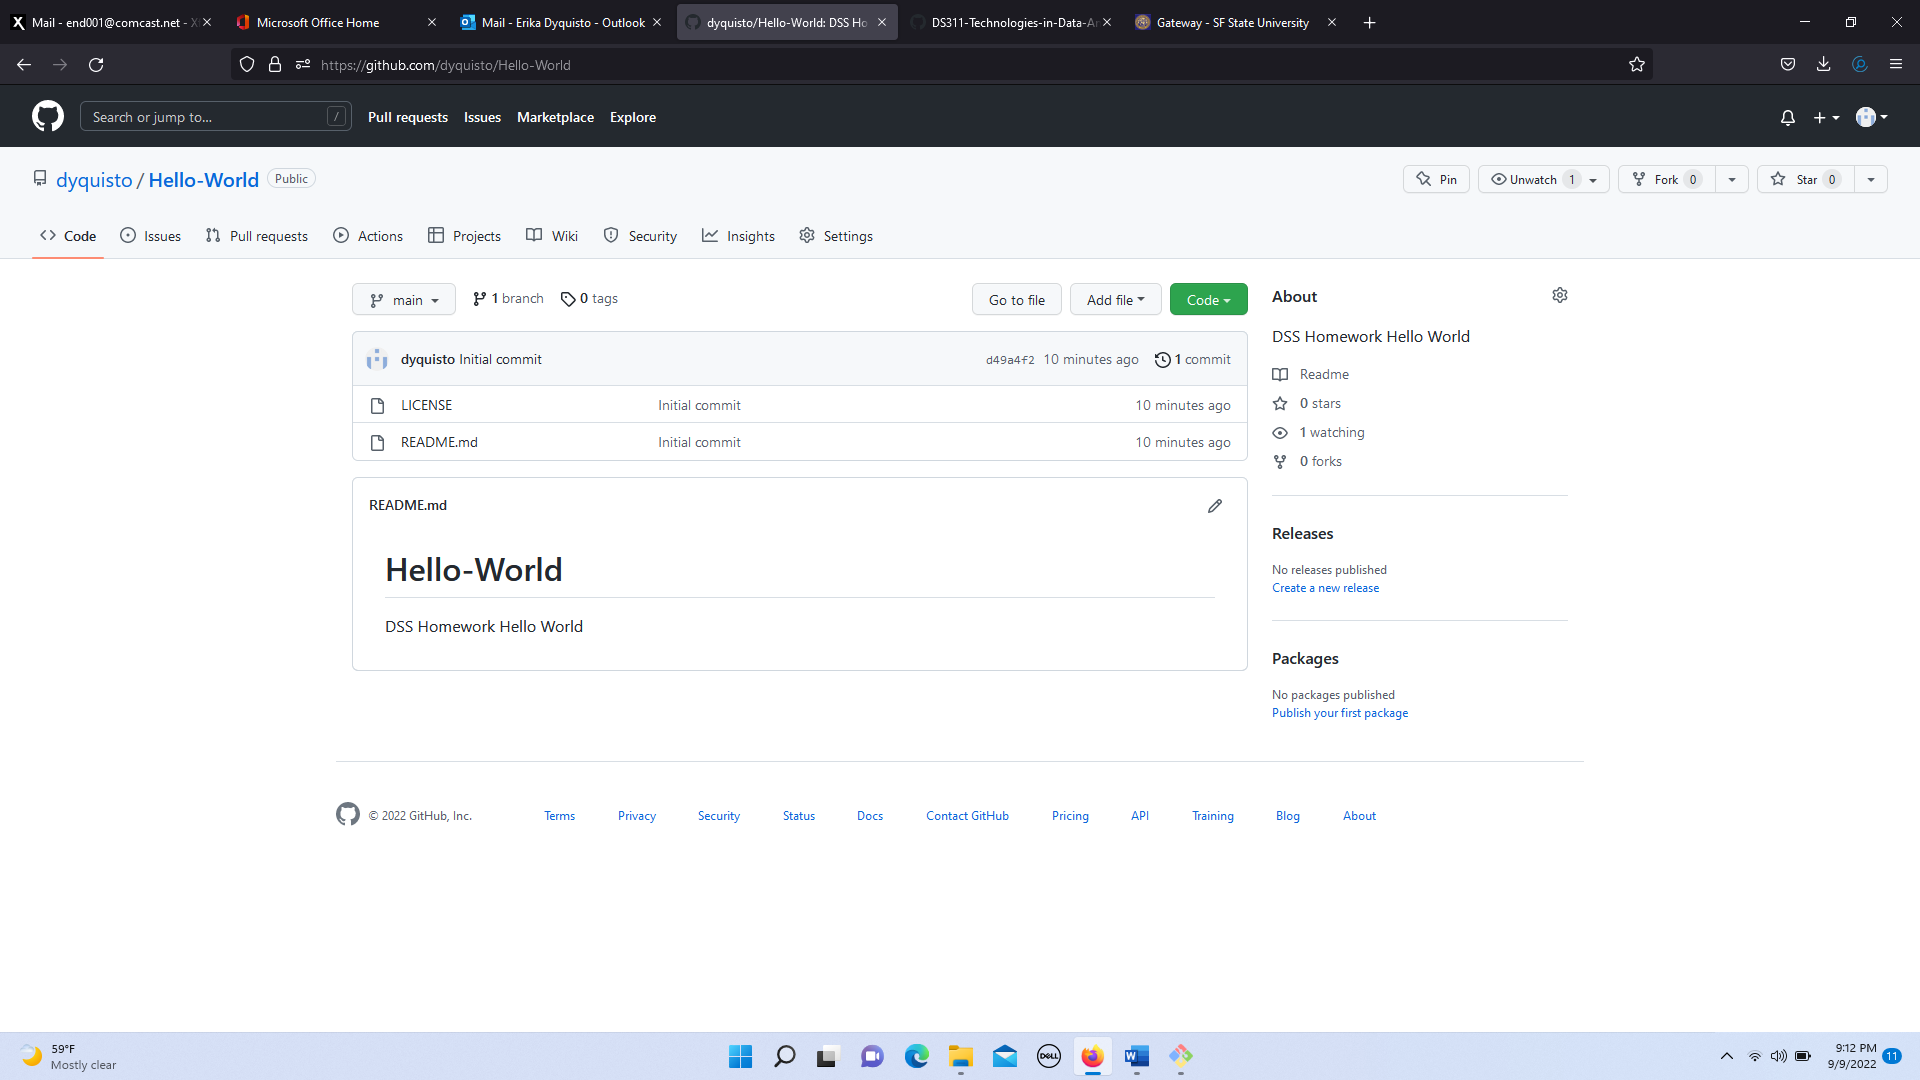 Mail - end001@comcast.net - X
Microsoft Office Home
Mail - Erika Dyquisto - Outlook
dyquisto/Hello-World: DSS Ho
DS311-Technologies-in-Data-An
Gateway - SF State University
https://github.com/dyquisto/Hello-World
Search or jump to...
/
Pull requests
Issues
Marketplace
Explore
dyquisto / Hello-World
Public
Pin
Unwatch 1
Fork 0
Star 0
Code
Issues
Pull requests
Actions
Projects
Wiki
Security
Insights
Settings
main
1 branch
0 tags
Go to file
Add file
Code
dyquisto Initial commit
d49a4f2 10 minutes ago
1 commit
LICENSE
Initial commit
10 minutes ago
README.md
Initial commit
10 minutes ago
README.md
Hello-World
DSS Homework Hello World
About
DSS Homework Hello World
Readme
0 stars
1 watching
0 forks
Releases
No releases published
Create a new release
Packages
No packages published
Publish your first package
© 2022 GitHub, Inc.
Terms
Privacy
Security
Status
Docs
Contact GitHub
Pricing
API
Training
Blog
About
59°F
Mostly clear
DELL
W
9:12 PM
9/9/2022
11